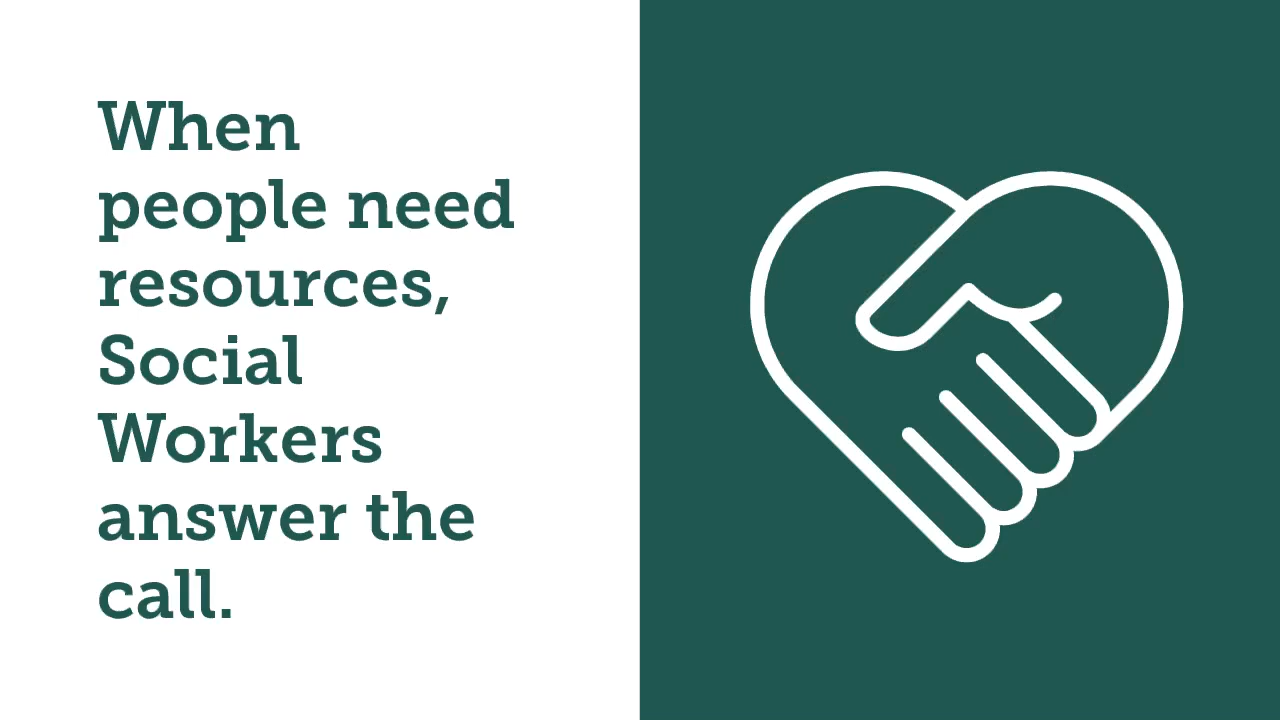 When
people need
resources,
Social
Workers
answer the
call.